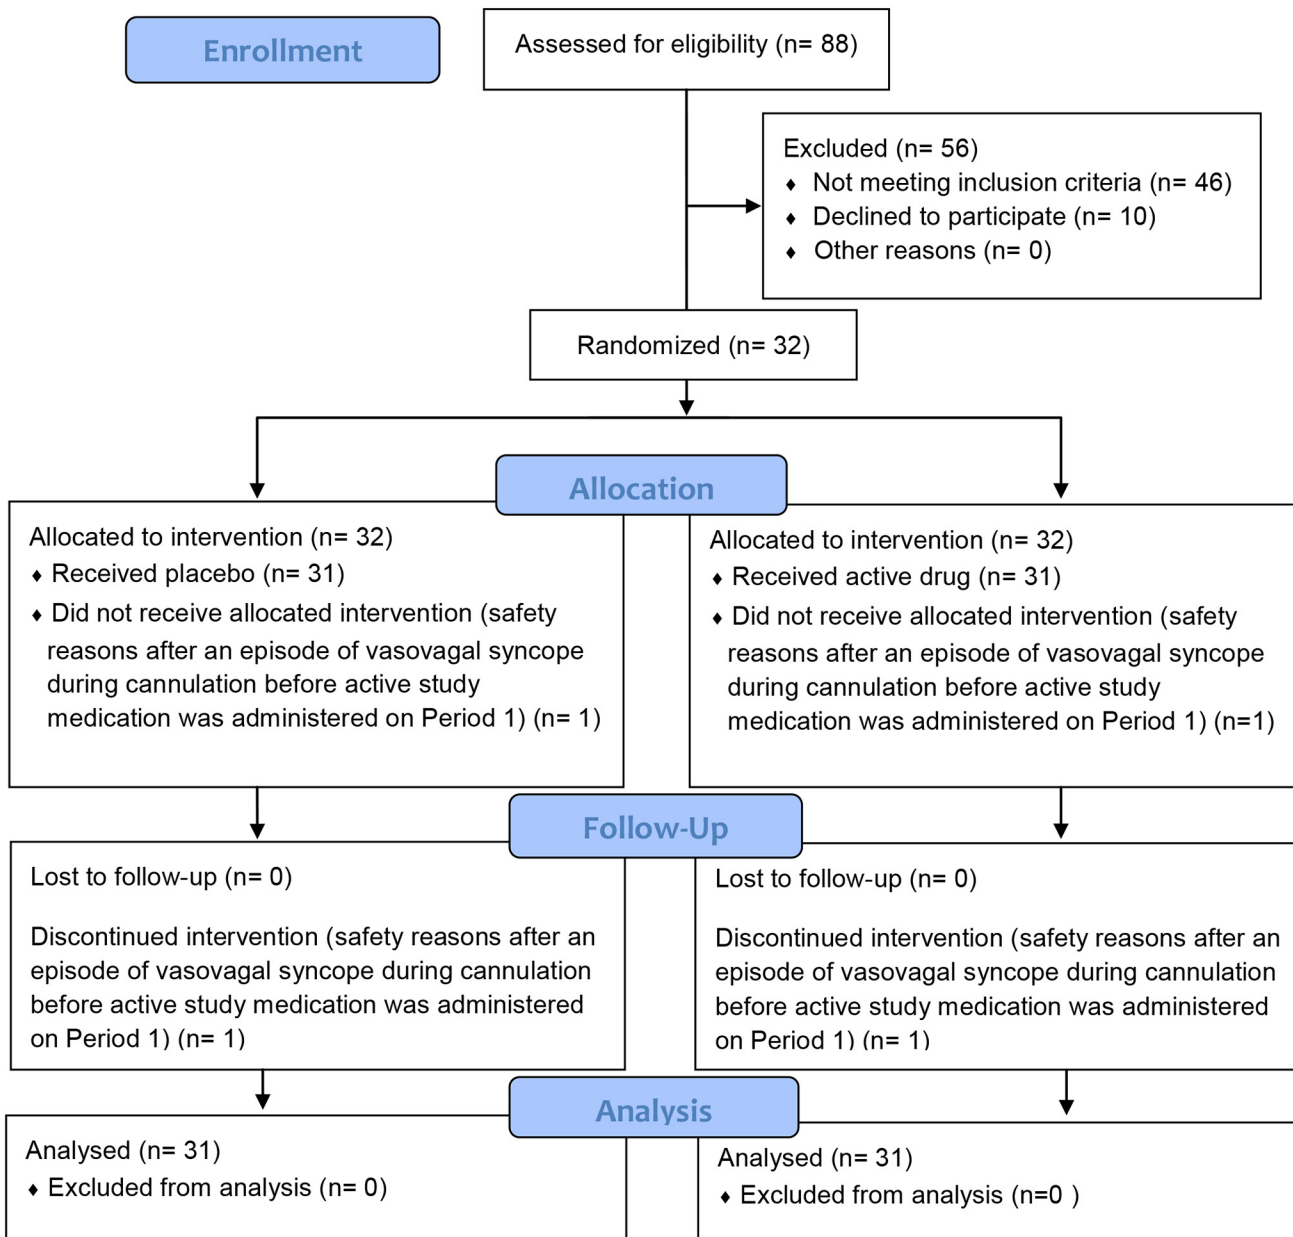 Enrollment
Assessed for eligibility (n= 88)
Excluded (n= 56)
♦ Not meeting inclusion criteria (n= 46)
♦ Declined to participate (n= 10)
♦ Other reasons (n= 0)
Randomized (n= 32)
Allocation
Allocated to intervention (n= 32)
♦ Received placebo (n= 31)
♦ Did not receive allocated intervention (safety
reasons after an episode of vasovagal syncope
during cannulation before active study
medication was administered on Period 1) (n= 1)
Allocated to intervention (n= 32)
♦ Received active drug (n= 31)
♦ Did not receive allocated intervention (safety
reasons after an episode of vasovagal syncope
during cannulation before active study
medication was administered on Period 1) (n=1)
Follow-Up
Lost to follow-up (n= 0)
Discontinued intervention (safety reasons after an
episode of vasovagal syncope during cannulation
before active study medication was administered
on Period 1) (n= 1)
Lost to follow-up (n= 0)
Discontinued intervention (safety reasons after an
episode of vasovagal syncope during cannulation
before active study medication was administered
on Period 1) (n= 1)
Analysis
Analysed (n= 31)
♦ Excluded from analysis (n= 0)
Analysed (n= 31)
♦ Excluded from analysis (n=0 )